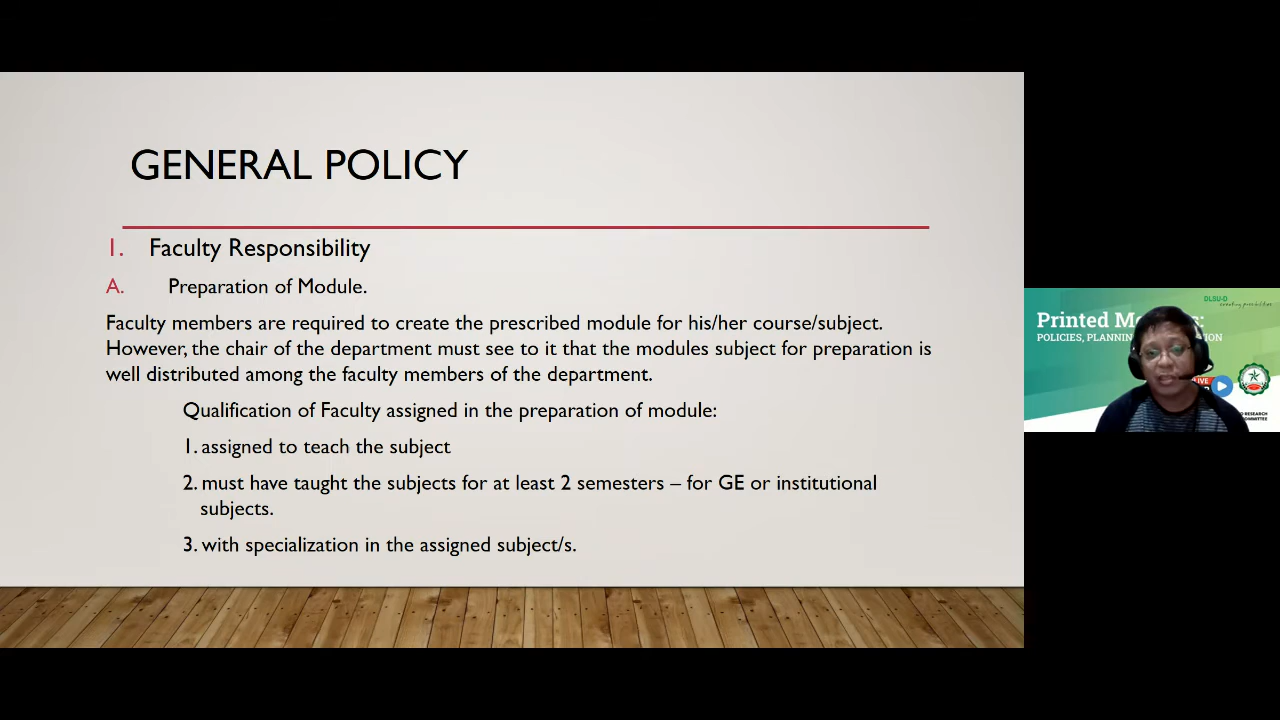 GENERAL POLICY
1. Faculty Responsibility
A. Preparation of Module.
Faculty members are required to create the prescribed module for his/her course/subject.
However, the chair of the department must see to it that the modules subject for preparation is
well distributed among the faculty members of the department.
Qualification of Faculty assigned in the preparation of module:
1. assigned to teach the subject
2. must have taught the subjects for at least 2 semesters – for GE or institutional
subjects.
3. with specialization in the assigned subject/s.
DLSU-D
Printed
POLICIES, PLANNING
RESEARCH